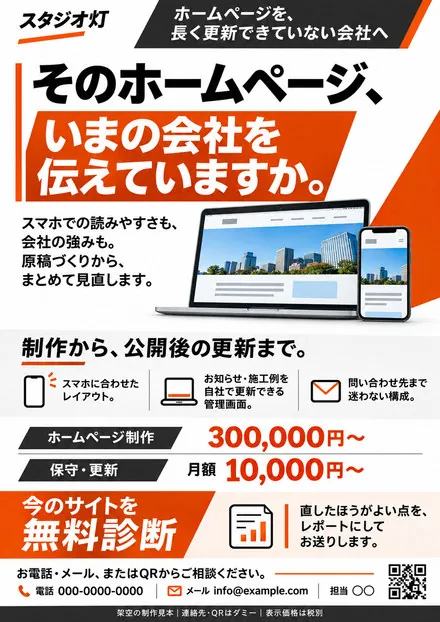 スタジオ灯
ホームページを、
長く更新できていない会社へ
そのホームページ、
いまの会社を
伝えていますか。
スマホでの読みやすさも、
会社の強みも。
原稿づくりから、
まとめて見直します。
制作から、公開後の更新まで。
スマホに合わせた
レイアウト。
お知らせ・施工例を
自社で更新できる
管理画面。
問い合わせ先まで
迷わない構成。
ホームページ制作 300,000円〜
保守・更新 月額 10,000円〜
今のサイトを
無料診断
直したほうがよい点を、
レポートにして
お送りします。
お電話・メール、またはQRからご相談ください。
電話 000-0000-0000 メール info@example.com 担当 〇〇
架空の制作見本｜連絡先・QRはダミー｜表示価格は税別